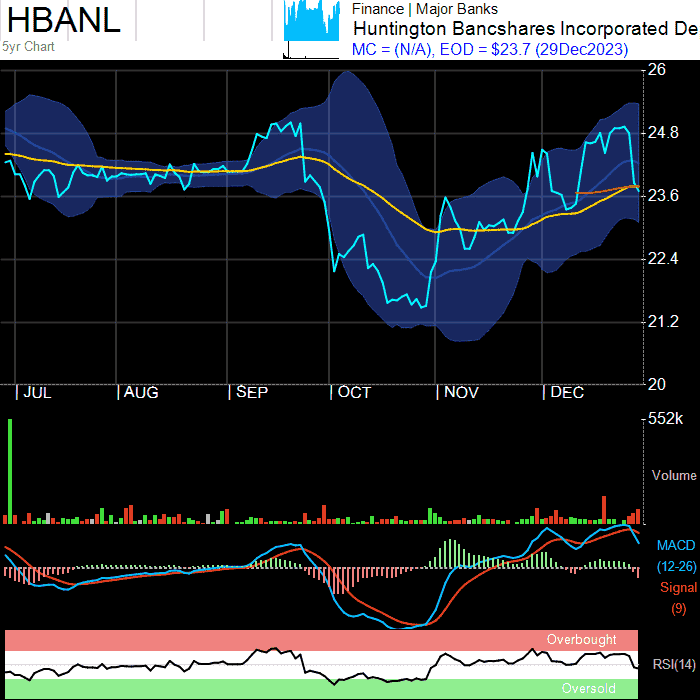 HBANL
5yr Chart
Finance | Major Banks
Huntington Bancshares Incorporated De
MC = (N/A), EOD = $23.7 (29Dec2023)
26
24.8
23.6
22.4
21.2
20
JUL
AUG
SEP
OCT
NOV
DEC
552k
Volume
MACD
(12-26)
Signal
(9)
Overbought
RSI(14)
Oversold